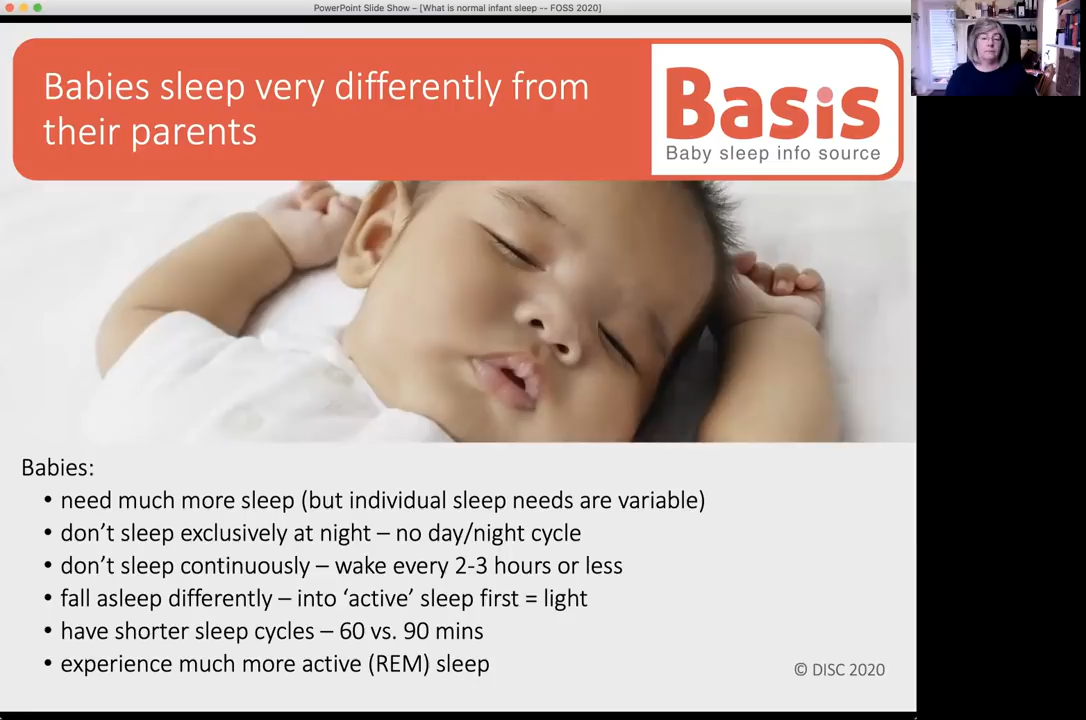 PowerPoint Slide Show – [What is normal infant sleep -- FOSS 2020]
Babies sleep very differently from
their parents
Basis
Baby sleep info source
Babies:
• need much more sleep (but individual sleep needs are variable)
• don’t sleep exclusively at night – no day/night cycle
• don’t sleep continuously – wake every 2-3 hours or less
• fall asleep differently – into ‘active’ sleep first = light
• have shorter sleep cycles – 60 vs. 90 mins
• experience much more active (REM) sleep
© DISC 2020